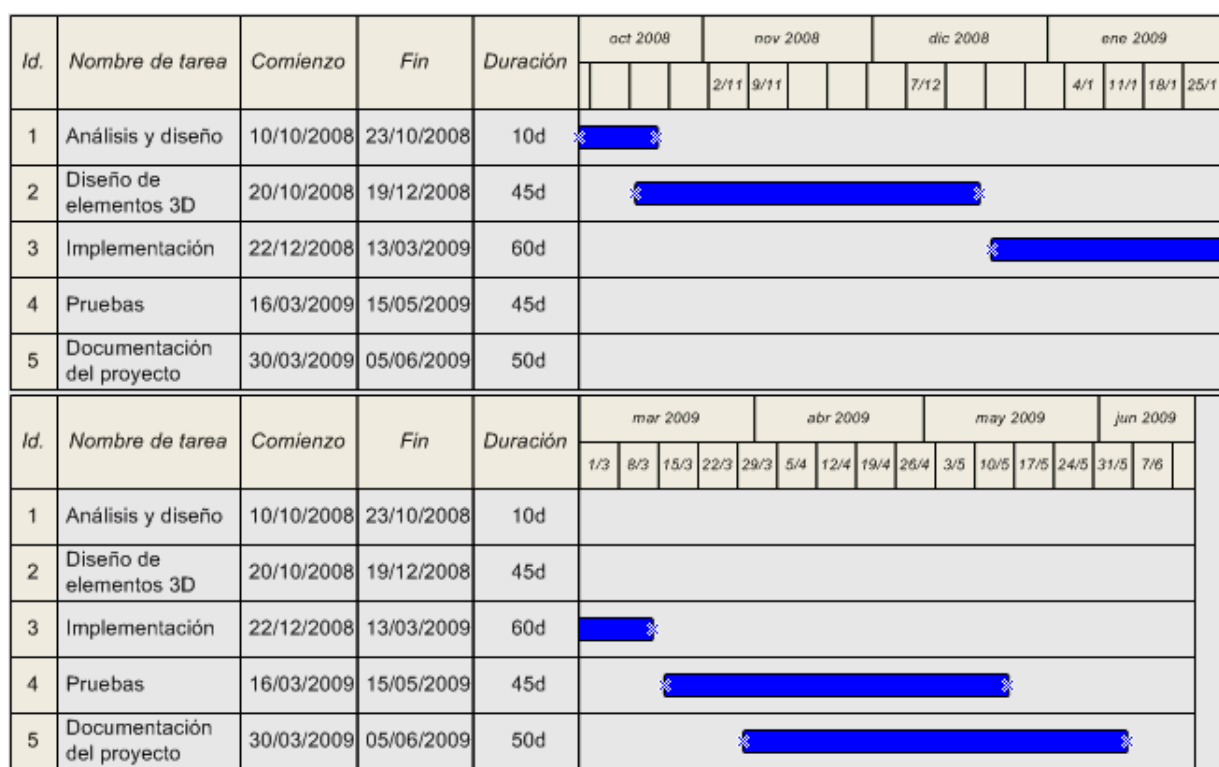 Id. Nombre de tarea Comienzo Fin Duración oct 2008 nov 2008 dic 2008 ene 2009
2/11 9/11 7/12 4/1 11/1 18/1 25/1
1 Análisis y diseño 10/10/2008 23/10/2008 10d
2 Diseño de
elementos 3D 20/10/2008 19/12/2008 45d
3 Implementación 22/12/2008 13/03/2009 60d
4 Pruebas 16/03/2009 15/05/2009 45d
5 Documentación
del proyecto 30/03/2009 05/06/2009 50d
Id. Nombre de tarea Comienzo Fin Duración mar 2009 abr 2009 may 2009 jun 2009
1/3 8/3 15/3 22/3 29/3 5/4 12/4 19/4 26/4 3/5 10/5 17/5 24/5 31/5 7/6
1 Análisis y diseño 10/10/2008 23/10/2008 10d
2 Diseño de
elementos 3D 20/10/2008 19/12/2008 45d
3 Implementación 22/12/2008 13/03/2009 60d
4 Pruebas 16/03/2009 15/05/2009 45d
5 Documentación
del proyecto 30/03/2009 05/06/2009 50d